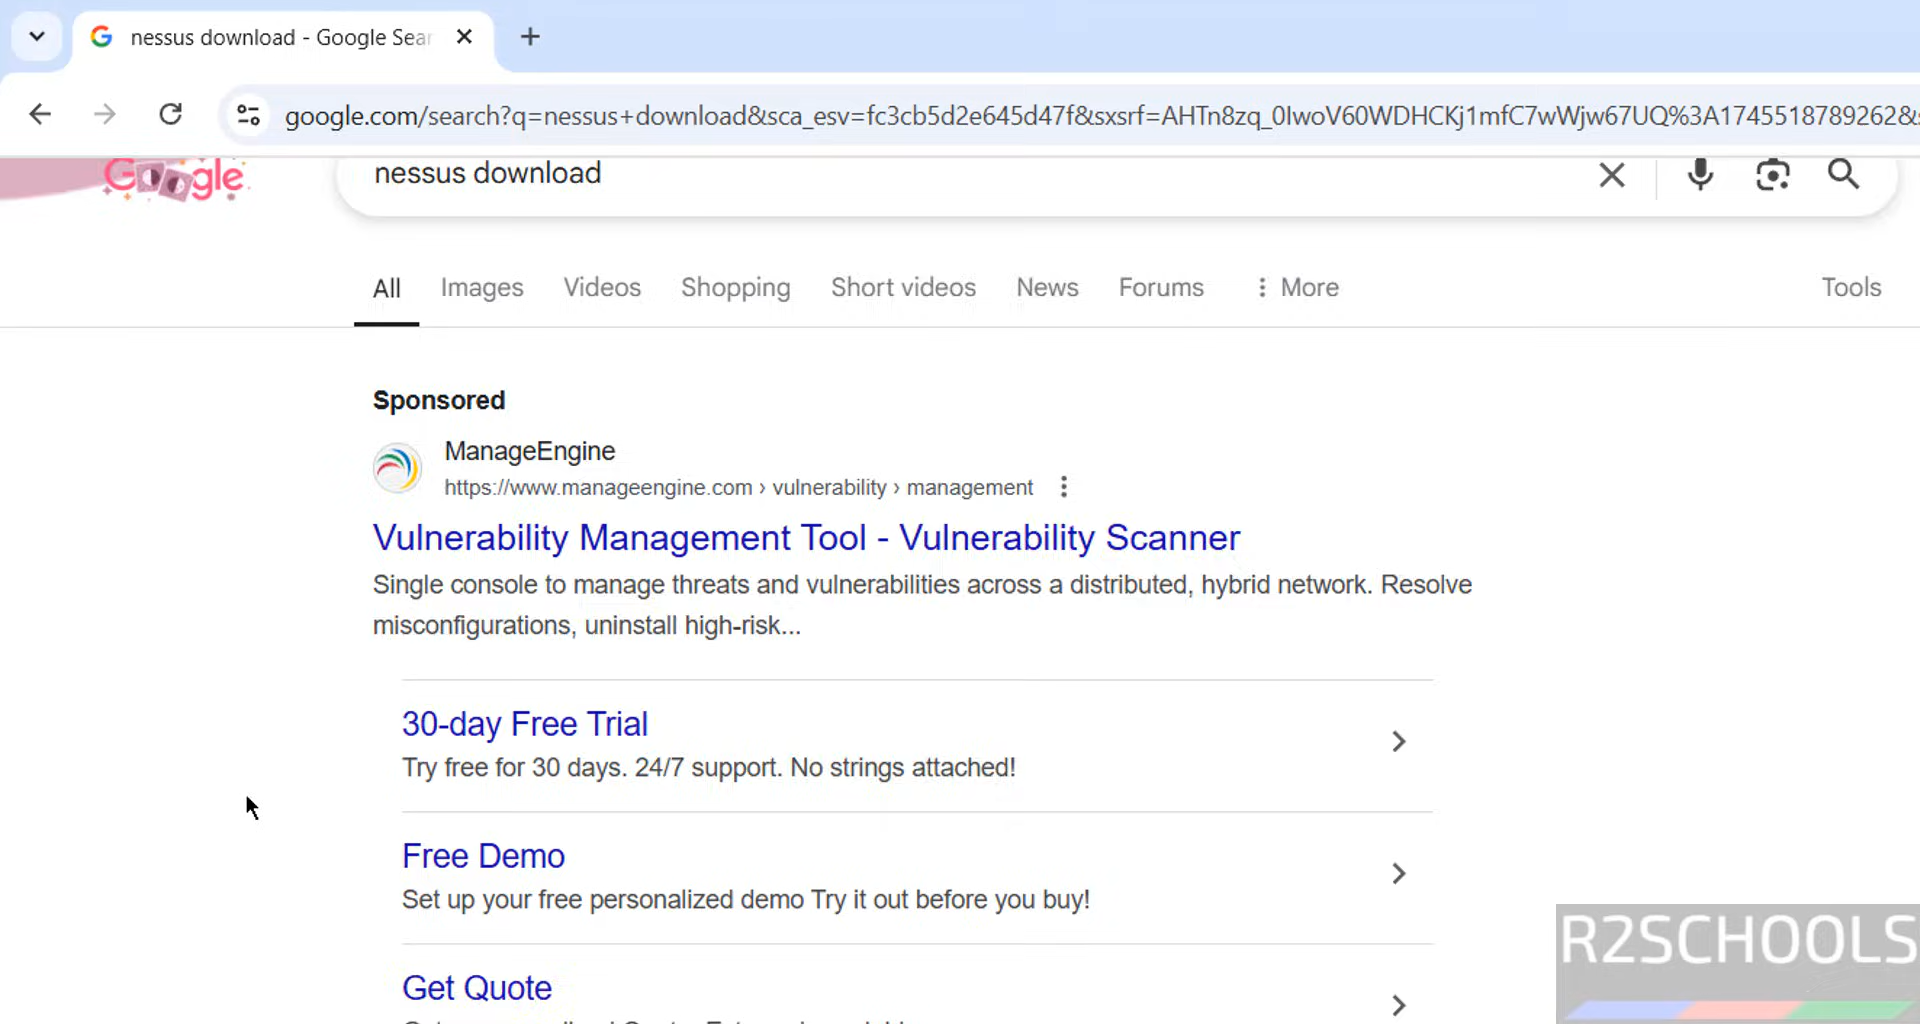 nessus download - Google Sear
google.com/search?q=nessus+download&sca_esv=fc3cb5d2e645d47f&sxsrf=AHTn8zq_0IwoV60WDHCKj1mfC7wWjw67UQ%3A1745518789262&
Google
nessus download
All Images Videos Shopping Short videos News Forums More Tools
Sponsored
ManageEngine
https://www.manageengine.com › vulnerability › management
Vulnerability Management Tool - Vulnerability Scanner
Single console to manage threats and vulnerabilities across a distributed, hybrid network. Resolve
misconfigurations, uninstall high-risk...
30-day Free Trial
Try free for 30 days. 24/7 support. No strings attached!
Free Demo
Set up your free personalized demo Try it out before you buy!
Get Quote
R2SCHOOLS